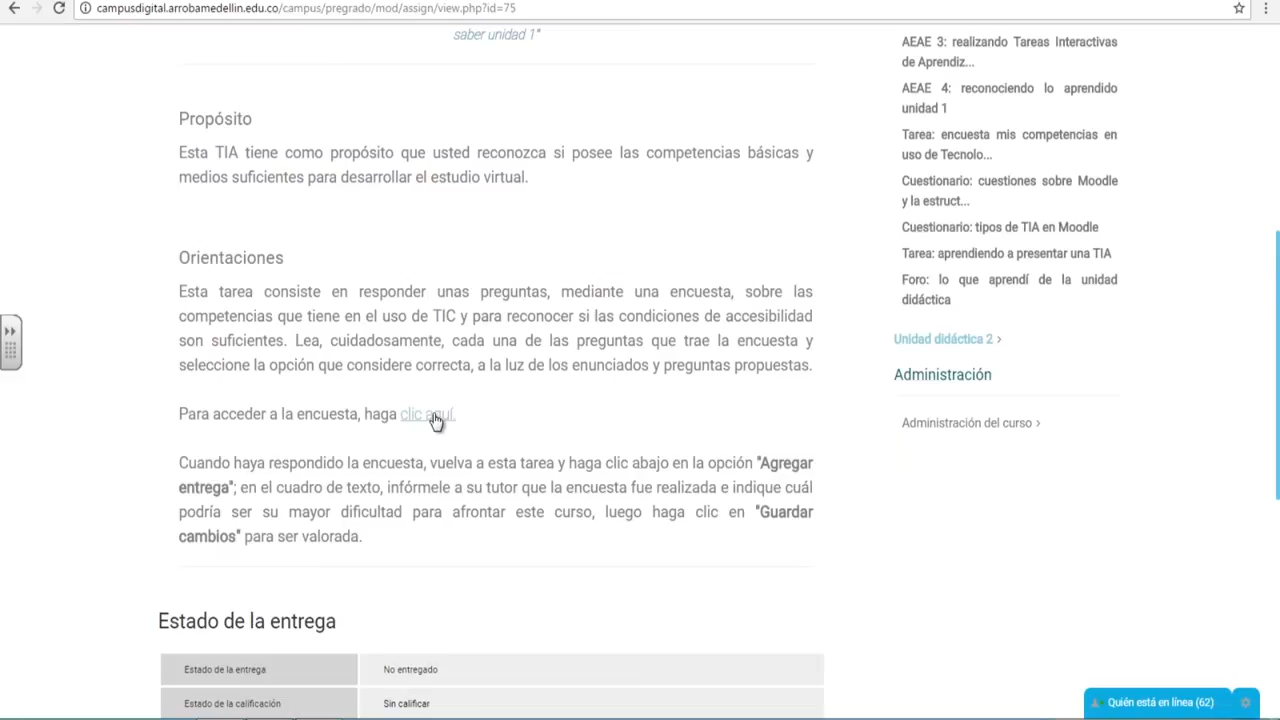 campusdigital.arrobamedellin.edu.co/campus/pregrado/mod/assign/view.php?id=75
saber unidad 1"
Propósito
Esta TIA tiene como propósito que usted reconozca si posee las competencias básicas y
medios suficientes para desarrollar el estudio virtual.
Orientaciones
Esta tarea consiste en responder unas preguntas, mediante una encuesta, sobre las
competencias que tiene en el uso de TIC y para reconocer si las condiciones de accesibilidad
son suficientes. Lea, cuidadosamente, cada una de las preguntas que trae la encuesta y
seleccione la opción que considere correcta, a la luz de los enunciados y preguntas propuestas.
Para acceder a la encuesta, haga clic aquí.
Cuando haya respondido la encuesta, vuelva a esta tarea y haga clic abajo en la opción "Agregar
entrega"; en el cuadro de texto, infórmele a su tutor que la encuesta fue realizada e indique cuál
podría ser su mayor dificultad para afrontar este curso, luego haga clic en "Guardar
cambios" para ser valorada.
Estado de la entrega
Estado de la entrega No entregado
Estado de la calificación Sin calificar
AEAE 3: realizando Tareas Interactivas
de Aprendiz...
AEAE 4: reconociendo lo aprendido
unidad 1
Tarea: encuesta mis competencias en
uso de Tecnolo...
Cuestionario: cuestiones sobre Moodle
y la estruct...
Cuestionario: tipos de TIA en Moodle
Tarea: aprendiendo a presentar una TIA
Foro: lo que aprendí de la unidad
didáctica
Unidad didáctica 2 >
Administración
Administración del curso >
Quién está en línea (62)